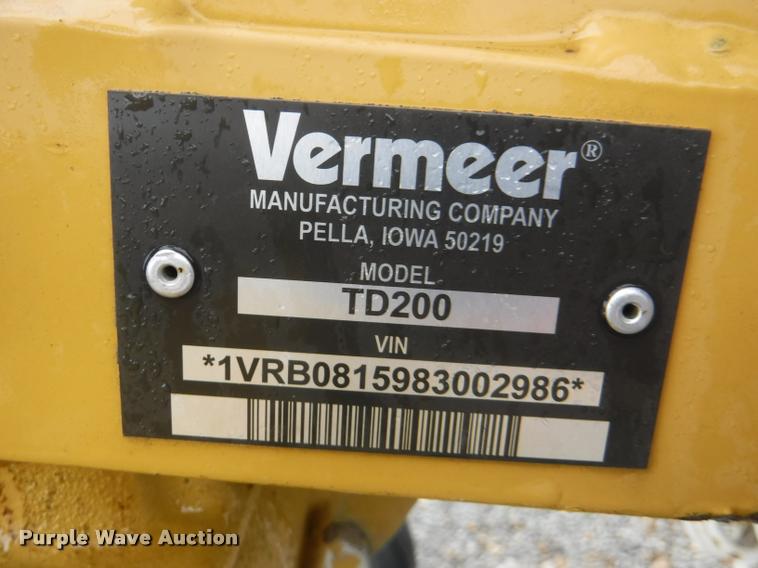 Vermeer®
MANUFACTURING COMPANY
PELLA, IOWA 50219
MODEL
TD200
VIN
*1VRB0815983002986*
Purple Wave Auction